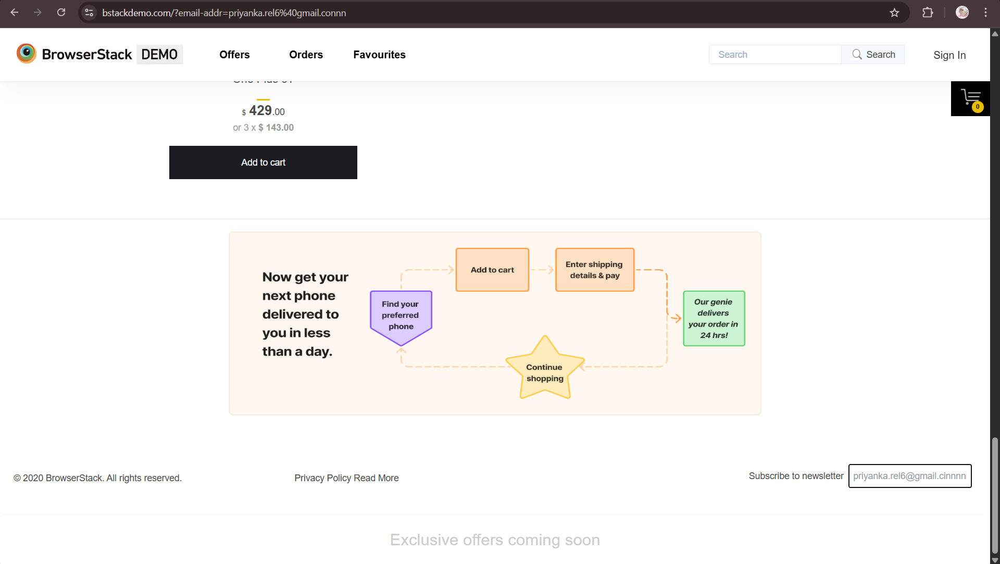 bstackdemo.com/?email-addr=priyanka.rel6%40gmail.connn
BrowserStack DEMO
Offers
Orders
Favourites
Search
Search
Sign In
0
$ 429.00
or 3 x $ 143.00
Add to cart
Now get your
next phone
delivered to
you in less
than a day.
Find your
preferred
phone
Add to cart
Enter shipping
details & pay
Our genie
delivers
your order in
24 hrs!
Continue
shopping
© 2020 BrowserStack. All rights reserved.
Privacy Policy Read More
Subscribe to newsletter
priyanka.rel6@gmail.cinnnn
Exclusive offers coming soon